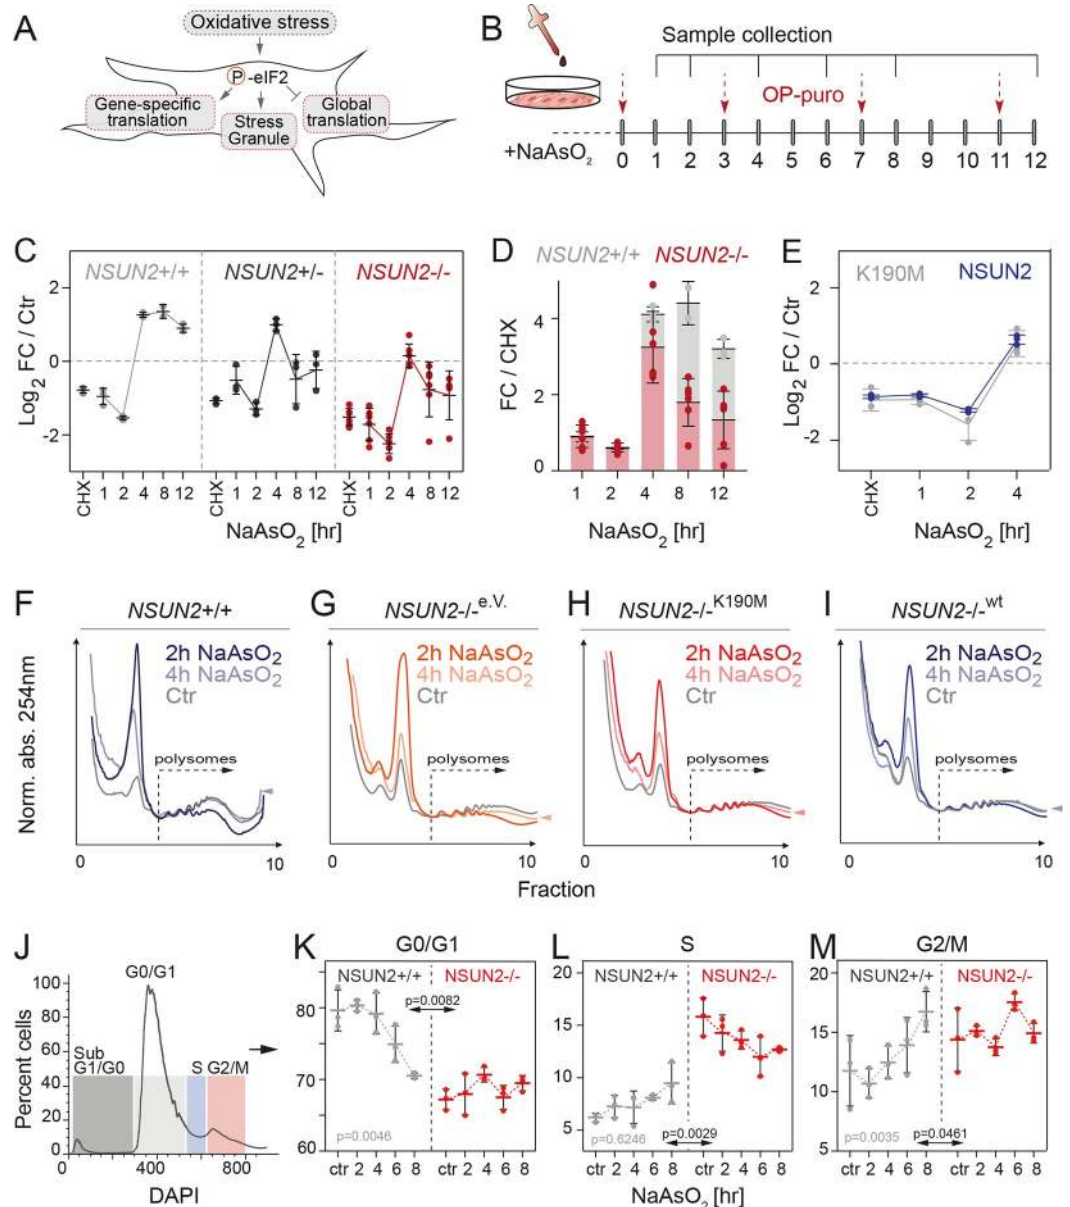 A
Oxidative stress
P -eIF2
Gene-specific translation
Stress Granule
Global translation
B
Sample collection
OP-puro
+NaAsO2
0 1 2 3 4 5 6 7 8 9 10 11 12
C
NSUN2+/+ NSUN2+/- NSUN2-/-
Log2 FC / Ctr
2
0
-2
CHX 1 2 4 8 12 CHX 1 2 4 8 12 CHX 1 2 4 8 12
NaAsO2 [hr]
D
NSUN2+/+ NSUN2-/-
FC / CHX
4
2
0
1 2 4 8 12
NaAsO2 [hr]
E
K190M NSUN2
Log2 FC / Ctr
2
0
-2
CHX 1 2 4
NaAsO2 [hr]
F
NSUN2+/+
2h NaAsO2
4h NaAsO2
Ctr
polysomes
0 10
G
NSUN2-/-e.V.
2h NaAsO2
4h NaAsO2
Ctr
polysomes
0 10
H
NSUN2-/-K190M
2h NaAsO2
4h NaAsO2
Ctr
polysomes
0 10
I
NSUN2-/-wt
2h NaAsO2
4h NaAsO2
Ctr
polysomes
0 10
Norm. abs. 254nm
Fraction
J
G0/G1
Sub G1/G0
S G2/M
Percent cells
100
80
60
40
20
0
0 400 800
DAPI
K
G0/G1
NSUN2+/+ NSUN2-/-
p=0.0082
p=0.0046
80
70
60
ctr 2 4 6 8 ctr 2 4 6 8
L
S
NSUN2+/+ NSUN2-/-
p=0.6246
p=0.0029
20
15
10
5
ctr 2 4 6 8 ctr 2 4 6 8
NaAsO2 [hr]
M
G2/M
NSUN2+/+ NSUN2-/-
p=0.0035
p=0.0461
20
15
10
5
ctr 2 4 6 8 ctr 2 4 6 8